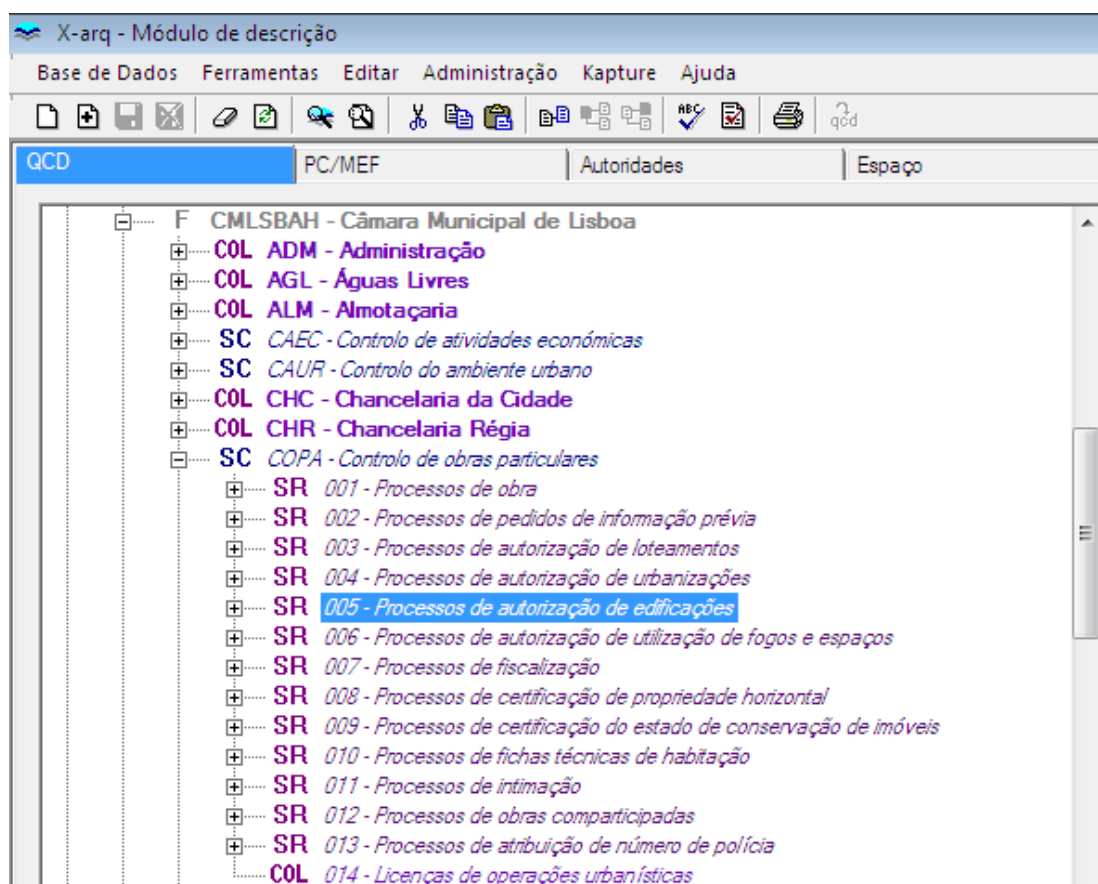 X-arq - Módulo de descrição
Base de Dados Ferramentas Editar Administração Kapture Ajuda
ABC
qcd
QCD PC/MEF Autoridades Espaço
F CMLSBAH - Câmara Municipal de Lisboa
COL ADM - Administração
COL AGL - Águas Livres
COL ALM - Almotaçaria
SC CAEC - Controlo de atividades económicas
SC CAUR - Controlo do ambiente urbano
COL CHC - Chancelaria da Cidade
COL CHR - Chancelaria Régia
SC COPA - Controlo de obras particulares
SR 001 - Processos de obra
SR 002 - Processos de pedidos de informação prévia
SR 003 - Processos de autorização de loteamentos
SR 004 - Processos de autorização de urbanizações
SR 005 - Processos de autorização de edificações
SR 006 - Processos de autorização de utilização de fogos e espaços
SR 007 - Processos de fiscalização
SR 008 - Processos de certificação de propriedade horizontal
SR 009 - Processos de certificação do estado de conservação de imóveis
SR 010 - Processos de fichas técnicas de habitação
SR 011 - Processos de intimação
SR 012 - Processos de obras comparticipadas
SR 013 - Processos de atribuição de número de polícia
COL 014 - Licenças de operações urbanísticas